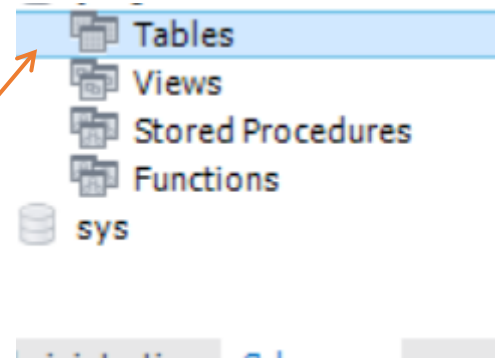 Tables
Views
Stored Procedures
Functions
sys